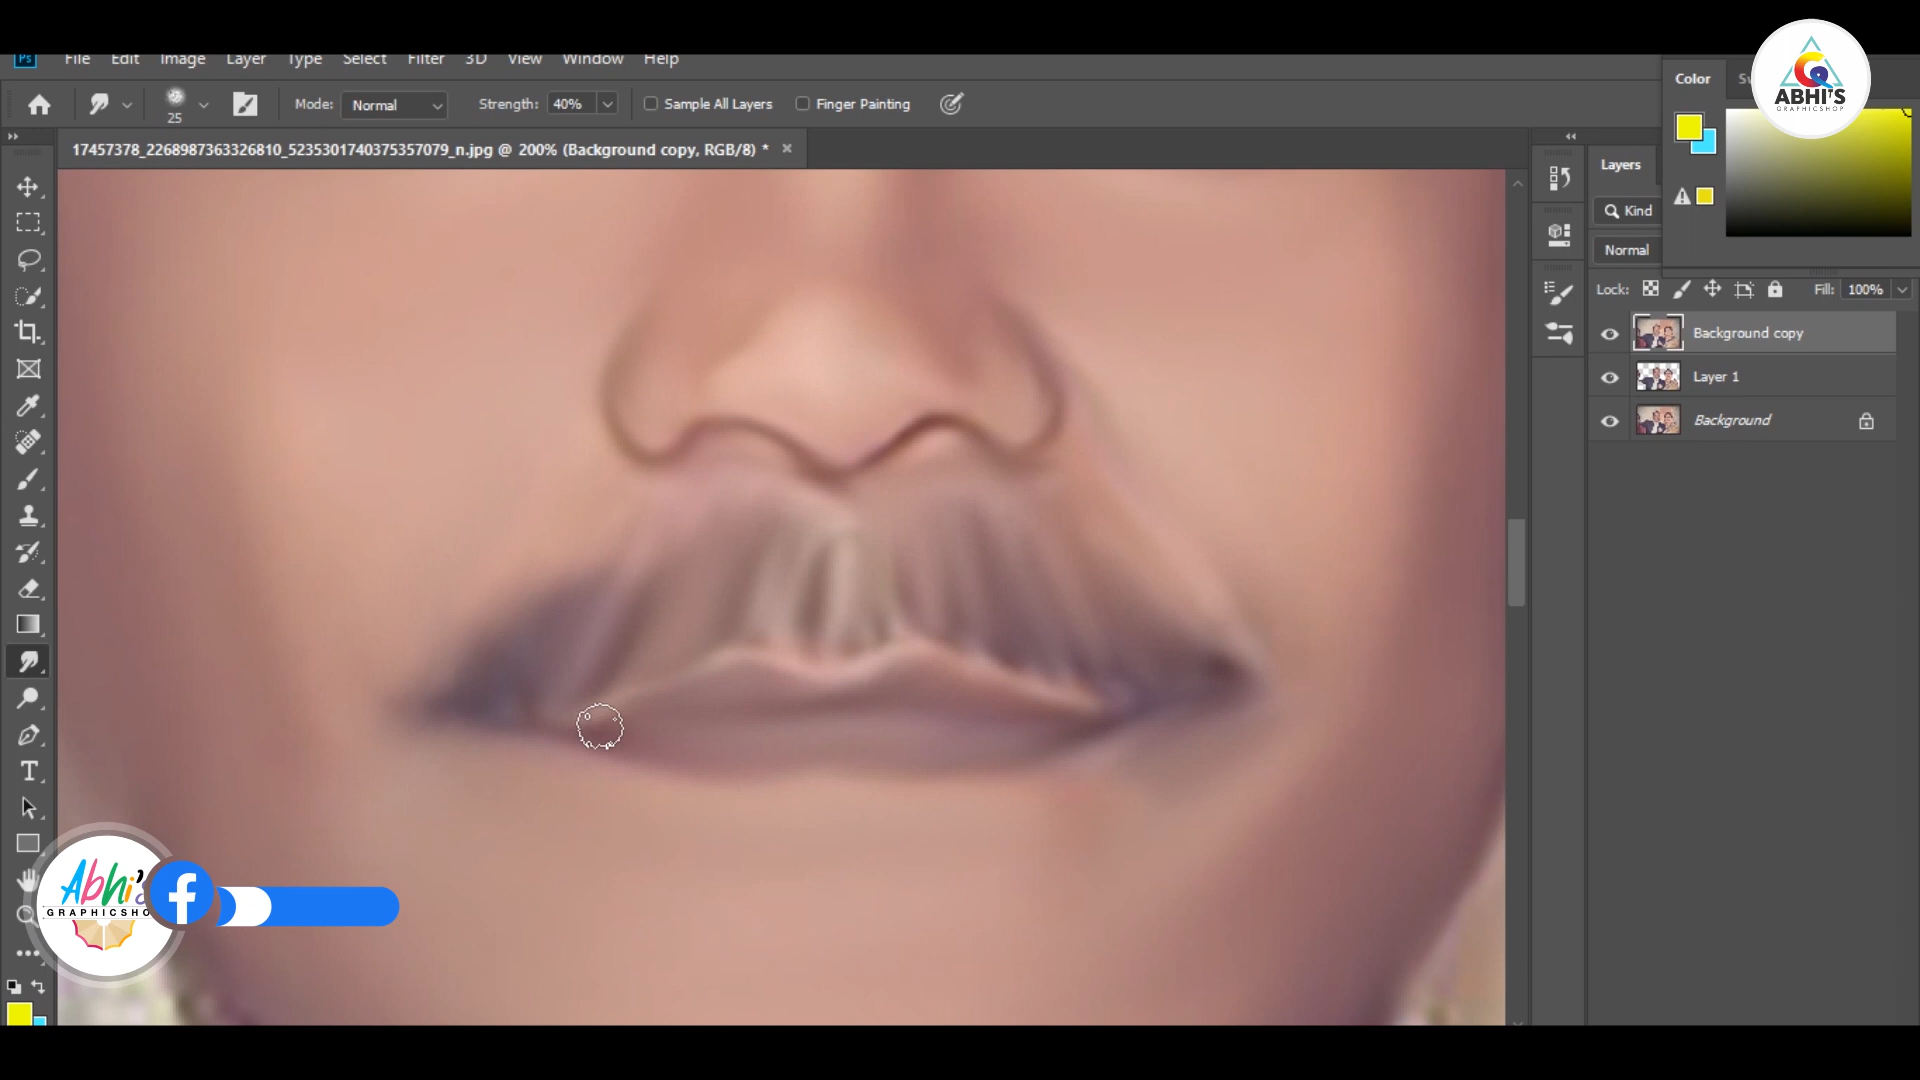 Ps File Edit Image Layer Type Select Filter 3D View Window Help
25 Mode: Normal Strength: 40% Sample All Layers Finger Painting
17457378_2268987363326810_5235301740375357079_n.jpg @ 200% (Background copy, RGB/8) *
Color
ABHI'S
GRAPHICSHOP
Layers
Kind
Normal
Lock: Fill: 100%
Background copy
Layer 1
Background
T
Abhi's
GRAPHICSHO
f